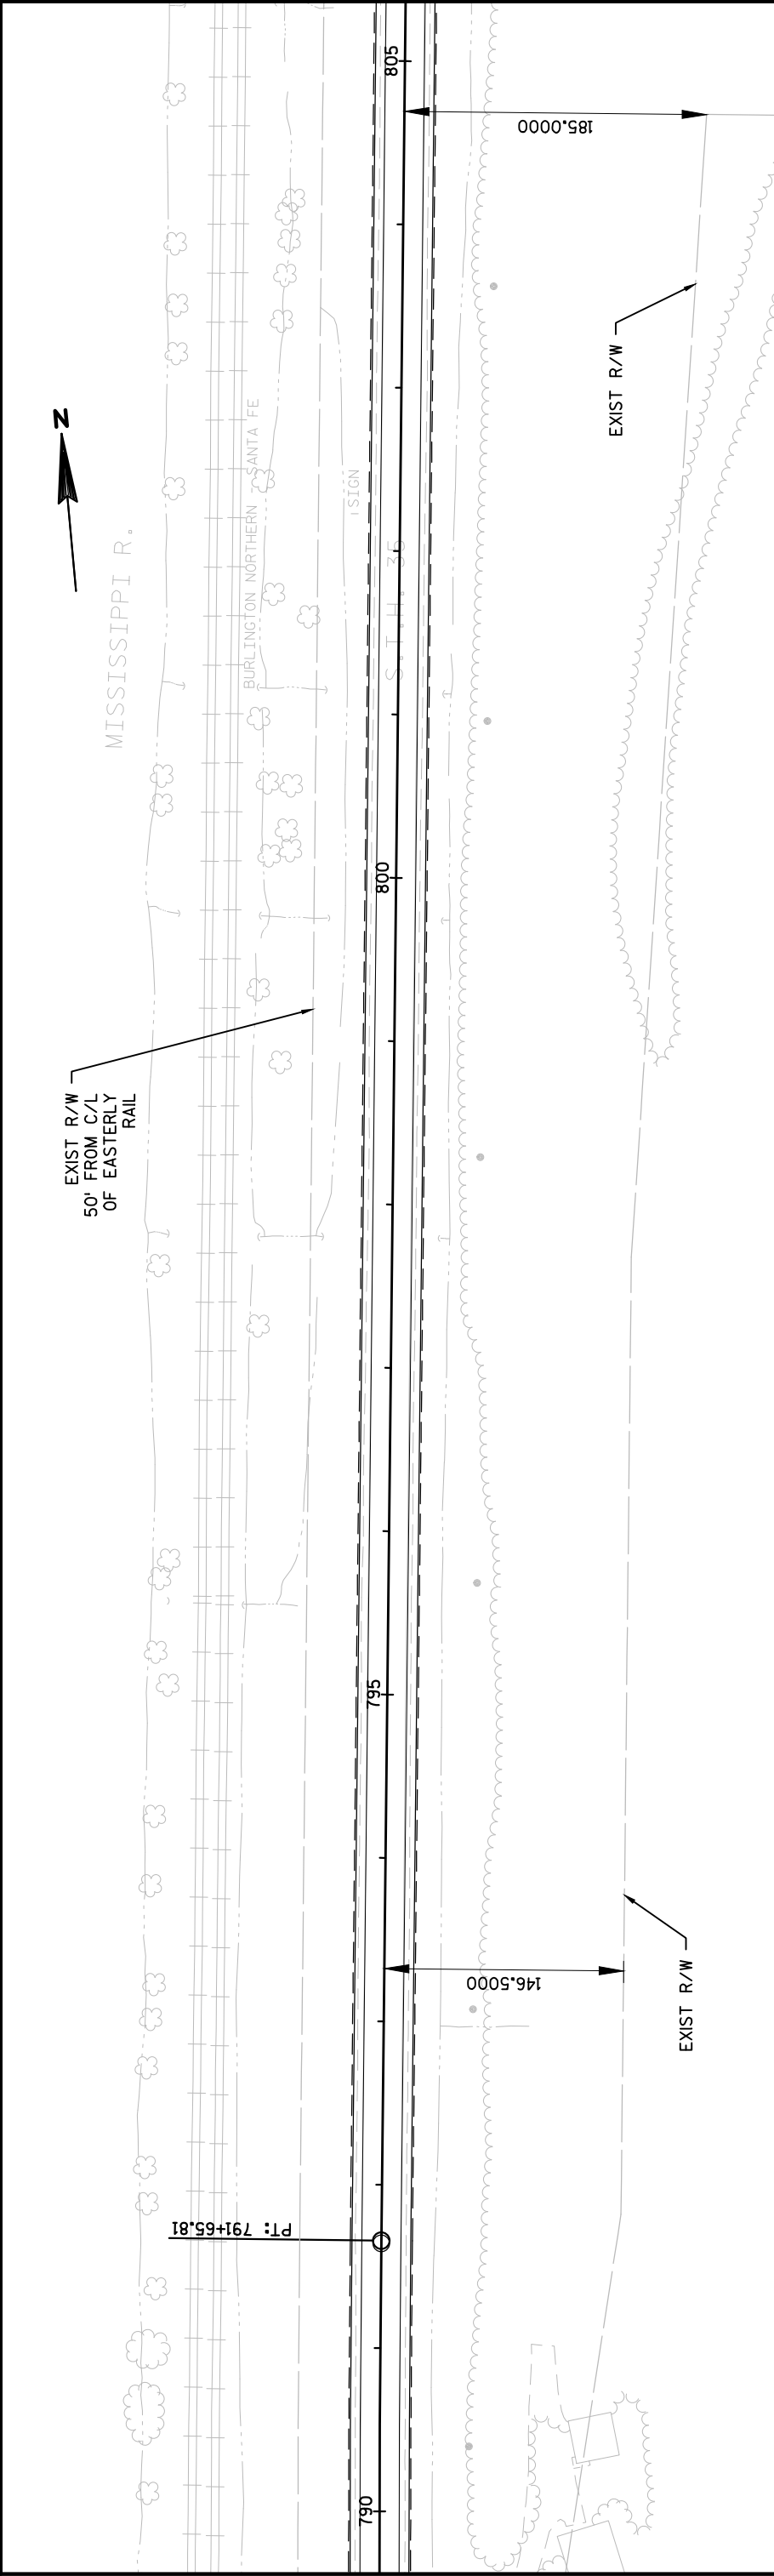 805
185.0000
EXIST R/W
N
MISSISSIPPI R.
BURLINGTON NORTHERN - SANTA FE
SIGN
S.T.H. 35
800
EXIST R/W
50' FROM C/L
OF EASTERLY
RAIL
795
146.5000
EXIST R/W
PT: 791+65.81
790